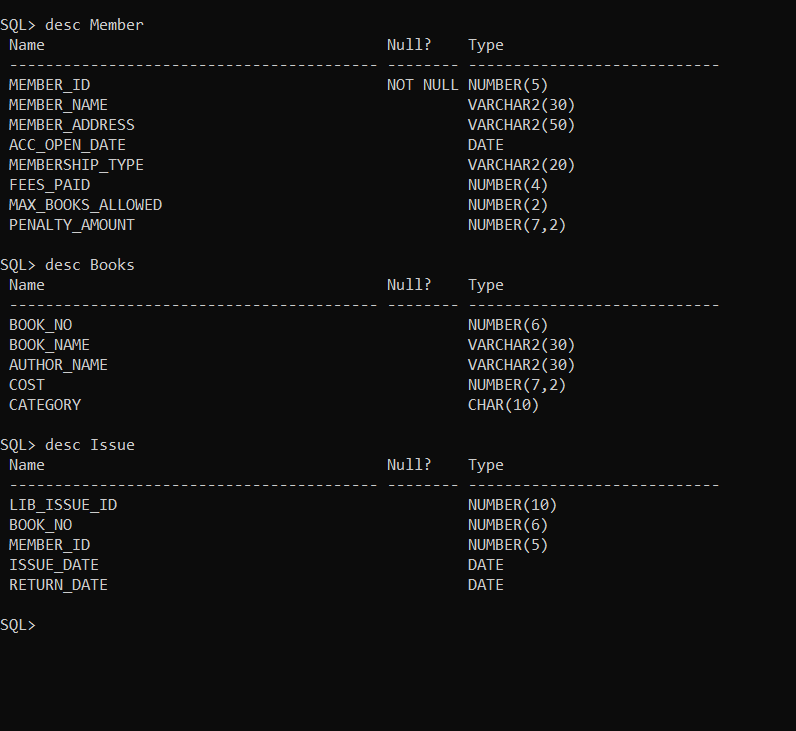 SQL> desc Member
 Name                                      Null?    Type
 ----------------------------------------- -------- ----------------------------
 MEMBER_ID                                 NOT NULL NUMBER(5)
 MEMBER_NAME                                        VARCHAR2(30)
 MEMBER_ADDRESS                                     VARCHAR2(50)
 ACC_OPEN_DATE                                      DATE
 MEMBERSHIP_TYPE                                    VARCHAR2(20)
 FEES_PAID                                          NUMBER(4)
 MAX_BOOKS_ALLOWED                                  NUMBER(2)
 PENALTY_AMOUNT                                     NUMBER(7,2)

SQL> desc Books
 Name                                      Null?    Type
 ----------------------------------------- -------- ----------------------------
 BOOK_NO                                            NUMBER(6)
 BOOK_NAME                                          VARCHAR2(30)
 AUTHOR_NAME                                        VARCHAR2(30)
 COST                                               NUMBER(7,2)
 CATEGORY                                           CHAR(10)

SQL> desc Issue
 Name                                      Null?    Type
 ----------------------------------------- -------- ----------------------------
 LIB_ISSUE_ID                                       NUMBER(10)
 BOOK_NO                                            NUMBER(6)
 MEMBER_ID                                          NUMBER(5)
 ISSUE_DATE                                         DATE
 RETURN_DATE                                        DATE

SQL>